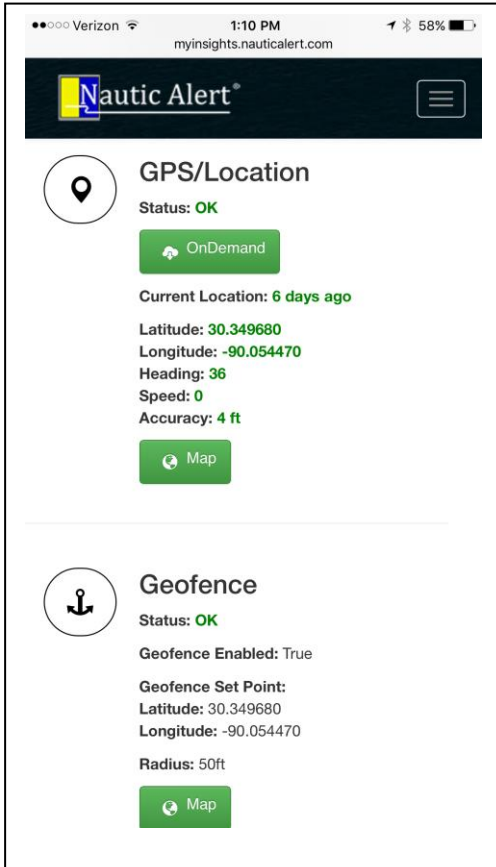 Verizon 1:10 PM 58%
myinsights.nauticalert.com
Nautic Alert®
GPS/Location
Status: OK
OnDemand
Current Location: 6 days ago
Latitude: 30.349680
Longitude: -90.054470
Heading: 36
Speed: 0
Accuracy: 4 ft
Map
Geofence
Status: OK
Geofence Enabled: True
Geofence Set Point:
Latitude: 30.349680
Longitude: -90.054470
Radius: 50ft
Map